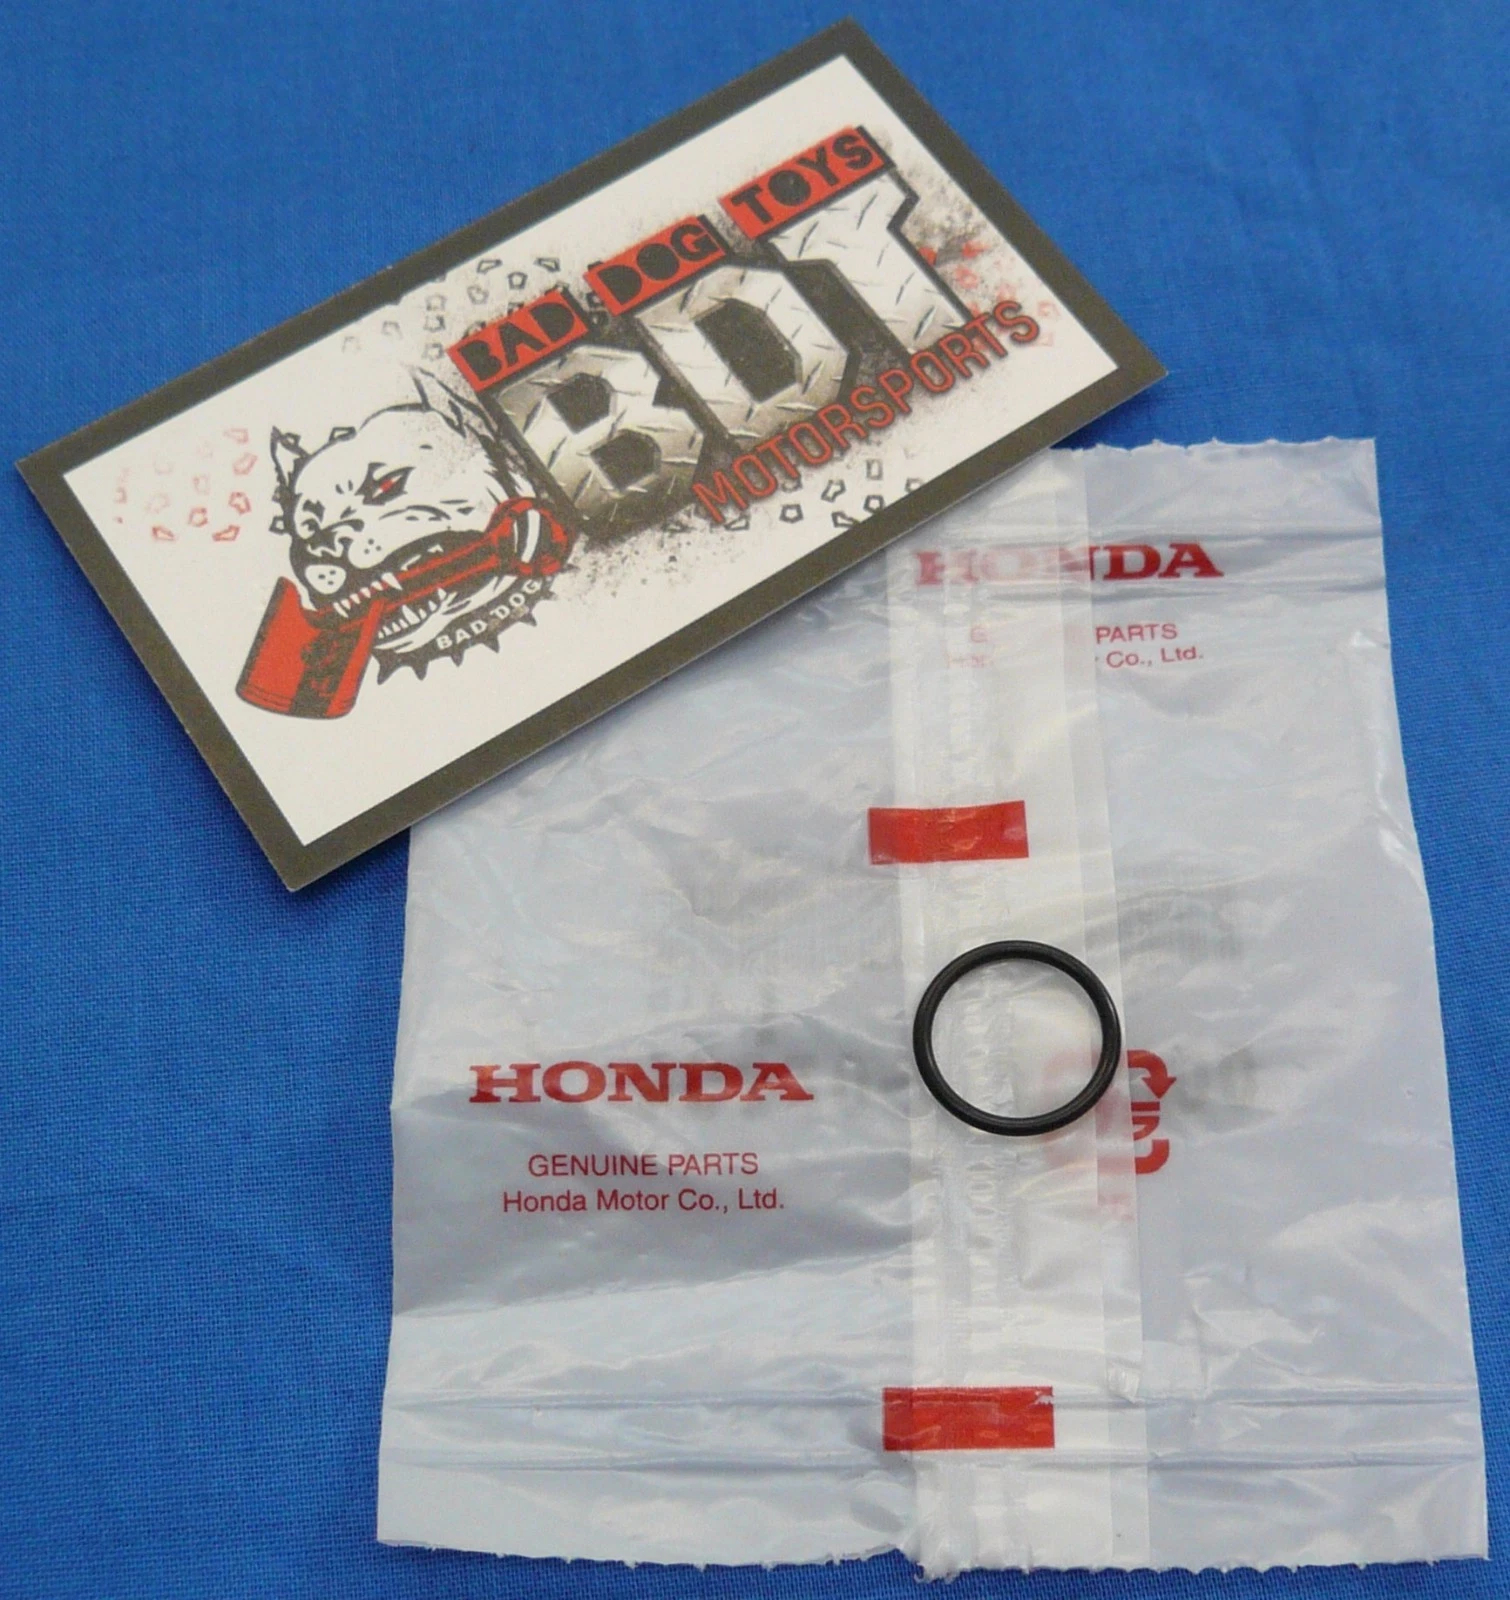 BAD DOG TOYS
BDT
MOTORSPORTS
BAD DOG
HONDA
PARTS
Co., Ltd.
HONDA
GENUINE PARTS
Honda Motor Co., Ltd.